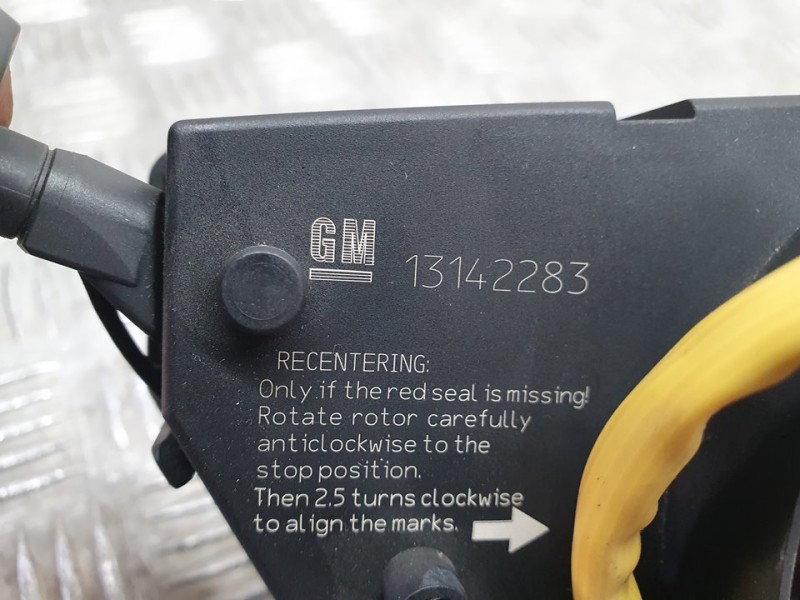 GM
13142283
RECENTERING:
Only if the red seal is missing!
Rotate rotor carefully
anticlockwise to the
stop position.
Then 2.5 turns clockwise
to align the marks.